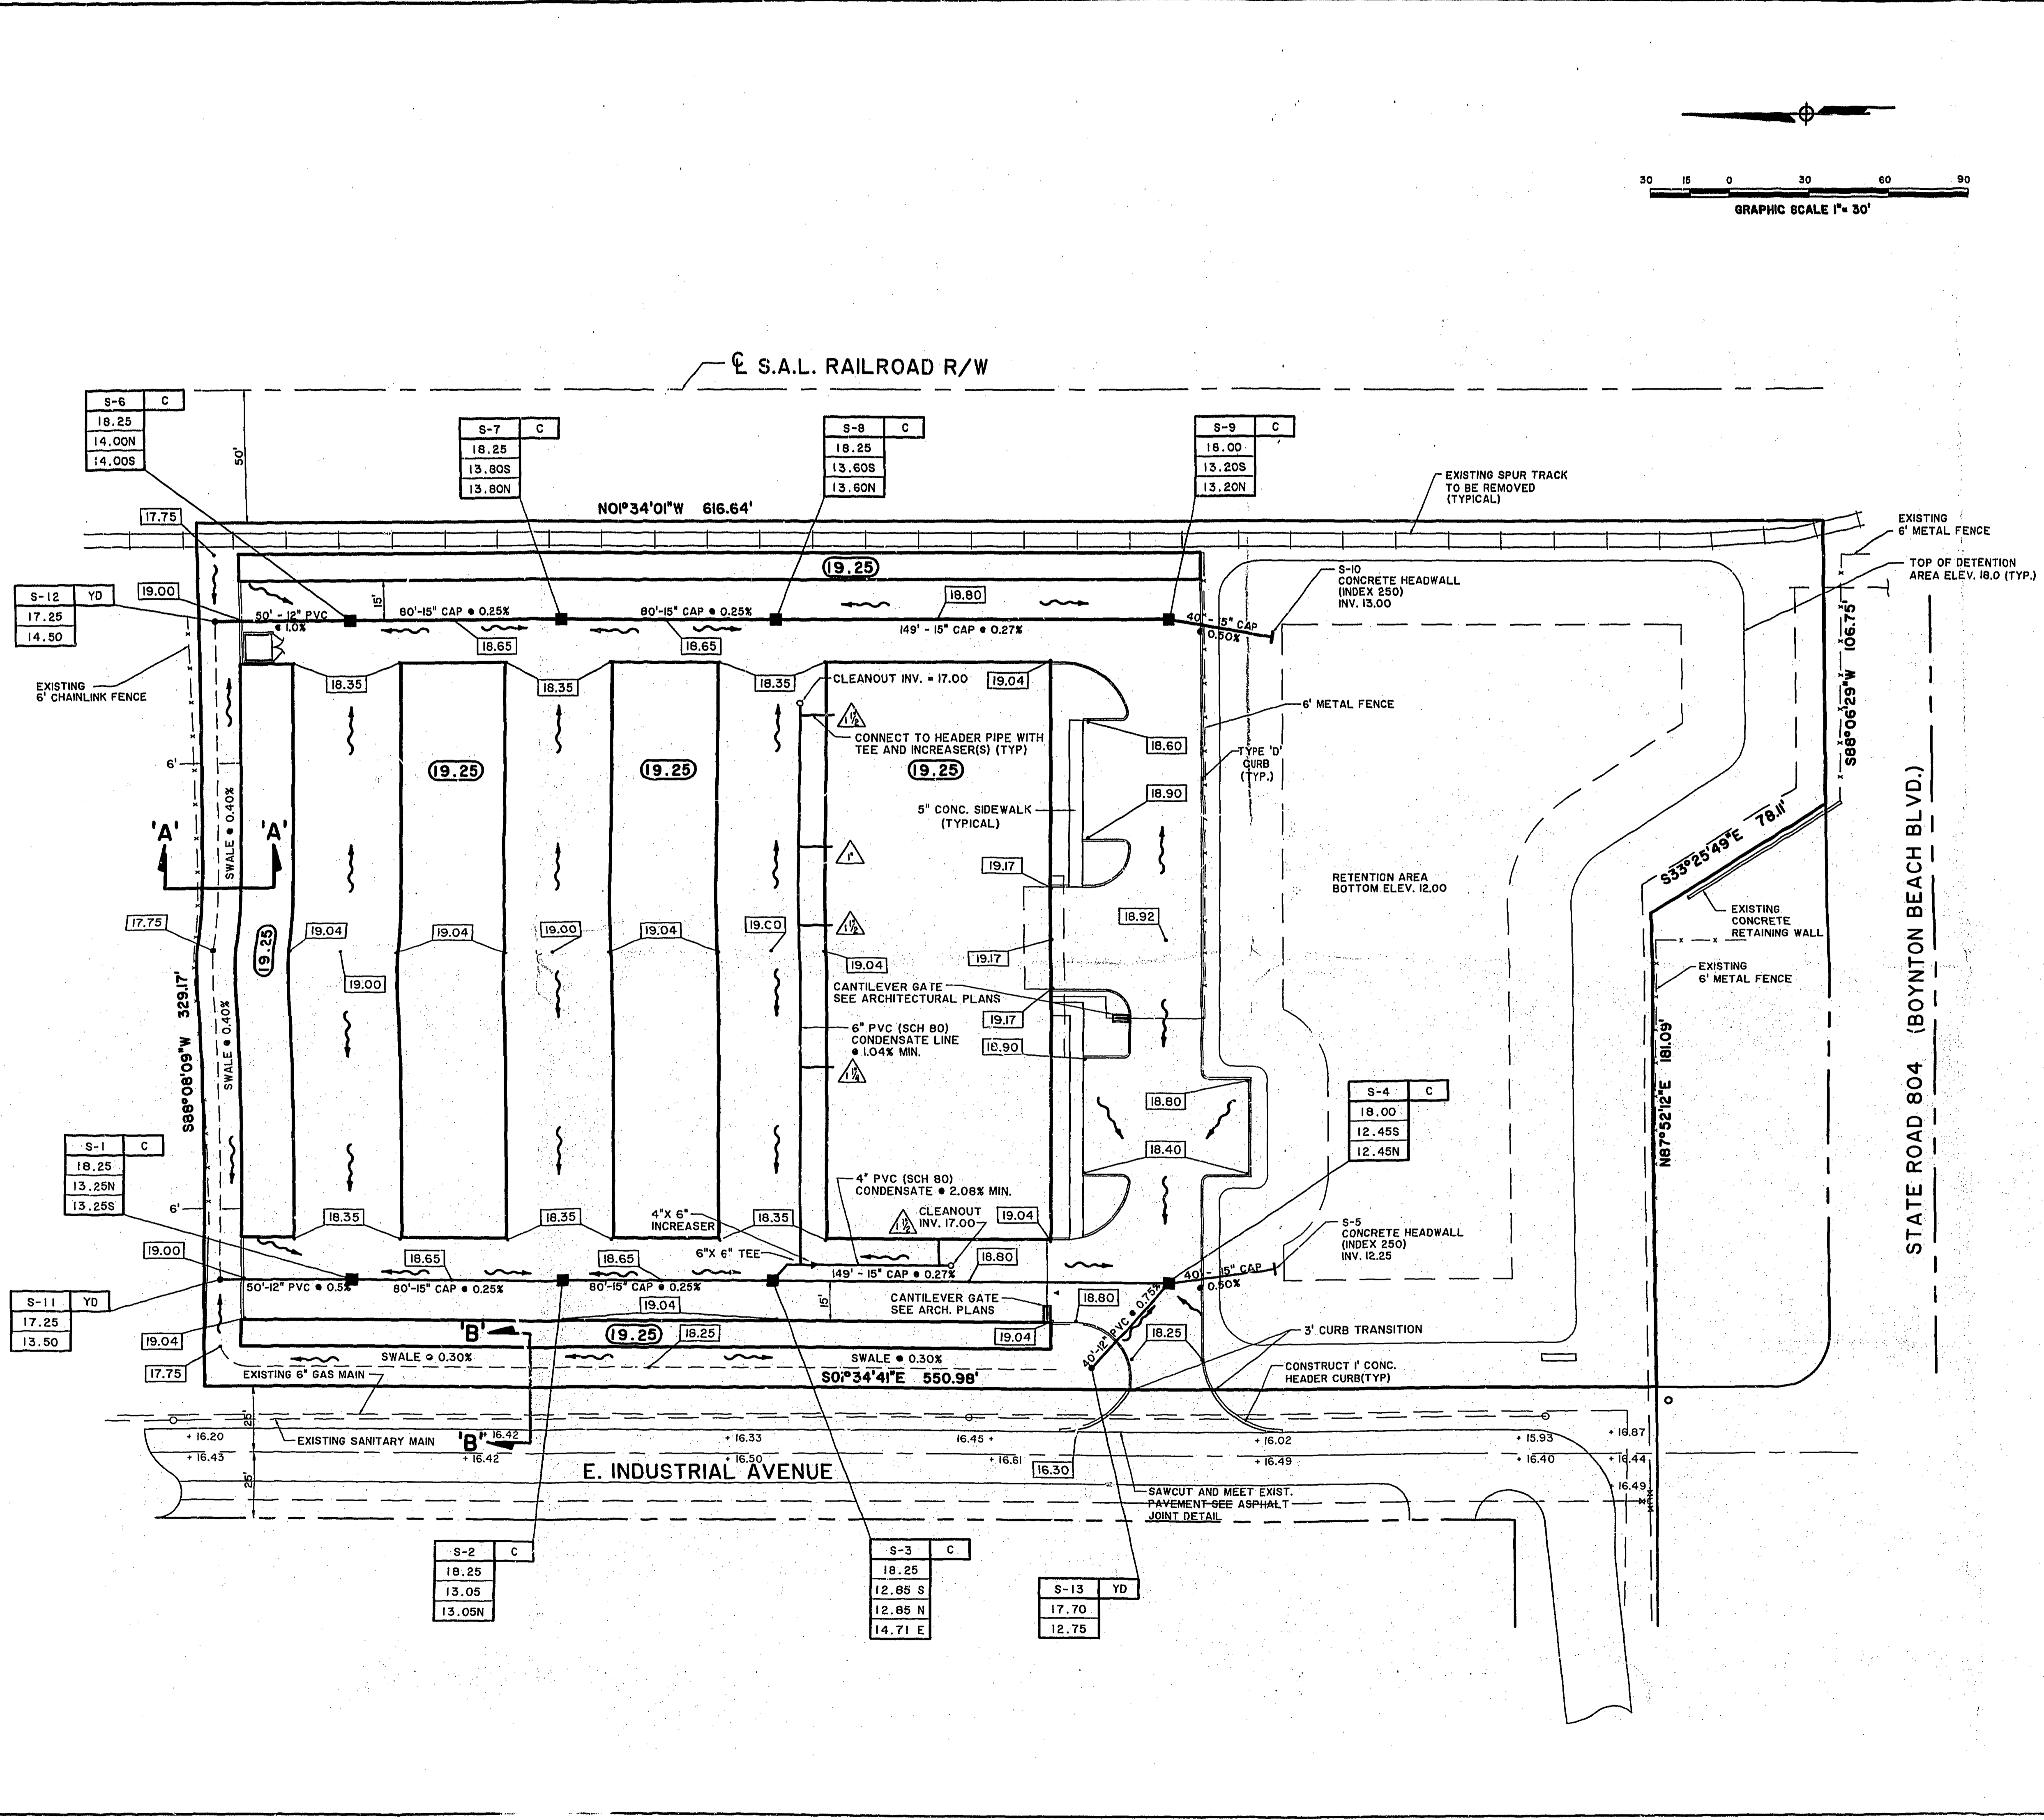 30 15 0 30 60 90
GRAPHIC SCALE 1"= 30'
℄ S.A.L. RAILROAD R/W
50'
S-6 C
18.25
14.00N
14.00S
S-7 C
18.25
13.80S
13.80N
S-8 C
18.25
13.60S
13.60N
S-9 C
18.00
13.20S
13.20N
EXISTING SPUR TRACK
TO BE REMOVED
(TYPICAL)
N01°34'01"W 616.64'
17.75
EXISTING
6' METAL FENCE
TOP OF DETENTION
AREA ELEV. 18.0 (TYP.)
S-12 YD
17.25
14.50
19.00
50' - 12" PVC
@ 1.0%
15'
80'-15" CAP @ 0.25%
80'-15" CAP @ 0.25%
18.80
19.25
149' - 15" CAP @ 0.27%
40' - 15" CAP
@ 0.50%
S-10
CONCRETE HEADWALL
(INDEX 250)
INV. 13.00
18.65
18.65
EXISTING
6' CHAINLINK FENCE
18.35
18.35
18.35
CLEANOUT INV. = 17.00
19.04
1 1/2"
CONNECT TO HEADER PIPE WITH
TEE AND INCREASER(S) (TYP)
6' METAL FENCE
18.60
TYPE 'D'
CURB
(TYP.)
S88°06'29"W 106.75'
6'
19.25
19.25
19.25
18.90
5" CONC. SIDEWALK
(TYPICAL)
SWALE @ 0.40%
'A' 'A'
1"
19.17
RETENTION AREA
BOTTOM ELEV. 12.00
S33°25'49"E 78.11'
EXISTING
CONCRETE
RETAINING WALL
STATE ROAD 804 (BOYNTON BEACH BLVD.)
17.75
19.25
19.04
19.04
19.00
19.04
19.00
1 1/2"
18.92
19.17
19.04
19.00
CANTILEVER GATE
SEE ARCHITECTURAL PLANS
EXISTING
6' METAL FENCE
S88°08'09"W 329.17'
SWALE @ 0.40%
19.17
6" PVC (SCH 80)
CONDENSATE LINE
@ 1.04% MIN.
18.90
1 1/4"
N87°52'12"E 181.09'
18.80
S-4 C
18.00
12.45S
12.45N
18.40
S-1 C
18.25
13.25N
13.25S
4" PVC (SCH 80)
CONDENSATE @ 2.08% MIN.
6'
18.35
18.35
4"X 6"
INCREASER
18.35
1 1/2"
CLEANOUT
INV. 17.00
19.04
S-5
CONCRETE HEADWALL
(INDEX 250)
INV. 12.25
19.00
6"X 6" TEE
18.65
18.65
18.80
50'-12" PVC @ 0.5%
80'-15" CAP @ 0.25%
80'-15" CAP @ 0.25%
149' - 15" CAP @ 0.27%
40' - 15" CAP
@ 0.50%
S-11 YD
17.25
13.50
15'
CANTILEVER GATE
SEE ARCH. PLANS
18.80
40'-12" PVC @ 0.75%
19.04
19.04
'B'
19.25
18.25
19.04
18.25
3' CURB TRANSITION
17.75
SWALE @ 0.30%
SWALE @ 0.30%
EXISTING 6" GAS MAIN
S01°34'41"E 550.98'
CONSTRUCT 1' CONC.
HEADER CURB(TYP)
25'
+ 16.20
EXISTING SANITARY MAIN
'B'
+ 16.42
+ 16.33
16.45 +
+ 16.02
+ 15.93
+ 16.87
+ 16.43
+ 16.42
+ 16.50
+ 16.61
+ 16.49
+ 16.40
+ 16.44
25'
E. INDUSTRIAL AVENUE
16.30
+ 16.49
SAWCUT AND MEET EXIST.
PAVEMENT SEE ASPHALT
JOINT DETAIL
S-2 C
18.25
13.05
13.05N
S-3 C
18.25
12.85 S
12.85 N
14.71 E
S-13 YD
17.70
12.75